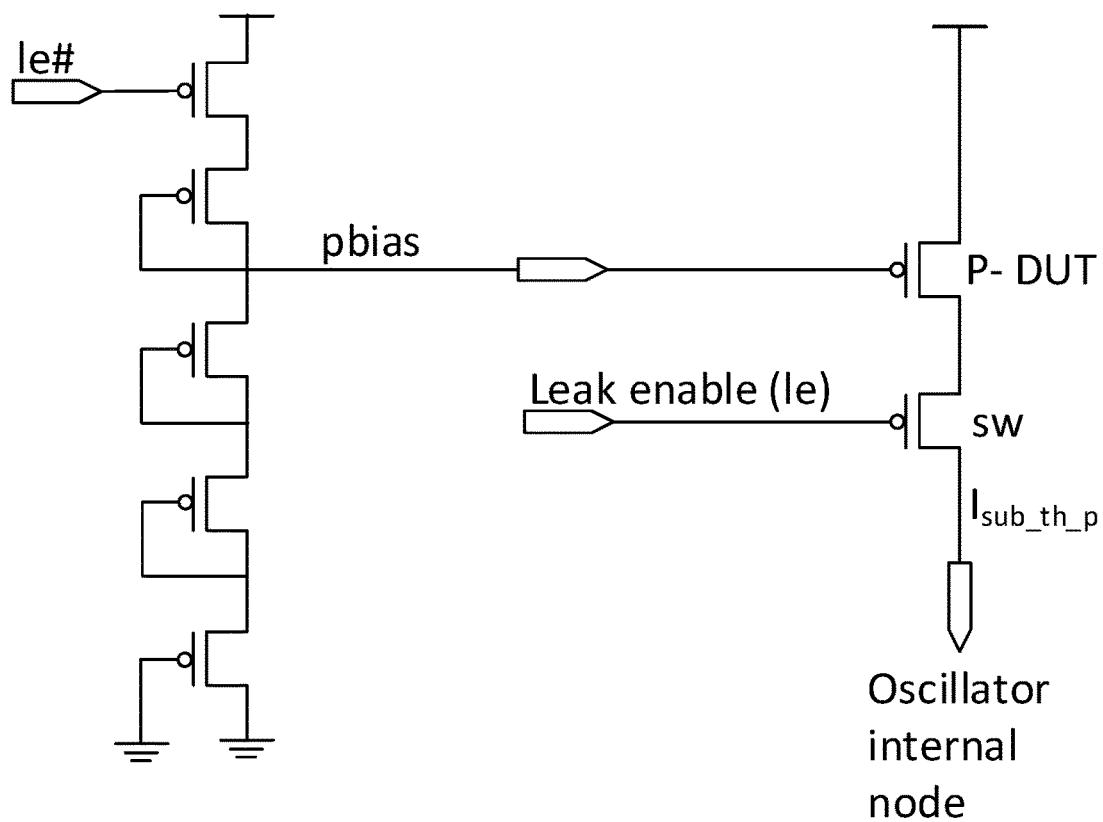 le#
pbias
P- DUT
Leak enable (le)
sw
Isub_th_p
Oscillator
internal
node